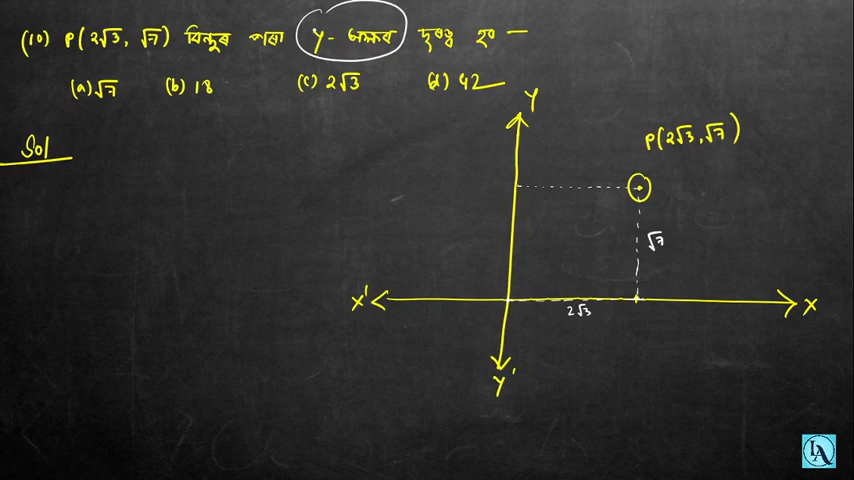 (10) P(2√3, √7) বিন্দুৰ পৰা y-অক্ষৰ দূৰত্ব হ'ব —
(a) √7 (b) 18 (c) 2√3 (d) 42
Sol
Y
P(2√3, √7)
√7
X' X
2√3
Y'
LA